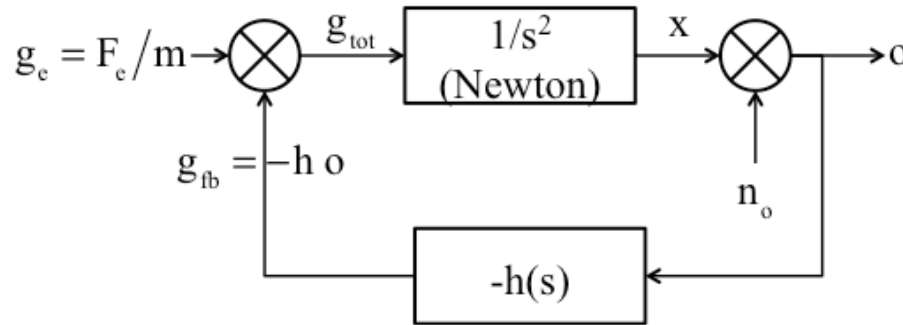 g_e = F_e/m
g_tot
1/s²
(Newton)
x
o
g_fb = −h o
n_o
-h(s)